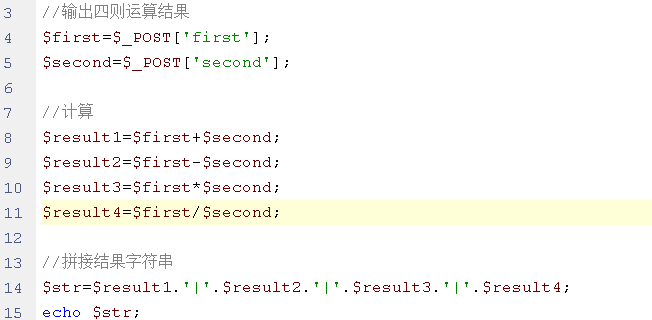 3 //输出四则运算结果
4 $first=$_POST['first'];
5 $second=$_POST['second'];
6
7 //计算
8 $result1=$first+$second;
9 $result2=$first-$second;
10 $result3=$first*$second;
11 $result4=$first/$second;
12
13 //拼接结果字符串
14 $str=$result1.'|'.$result2.'|'.$result3.'|'.$result4;
15 echo $str;